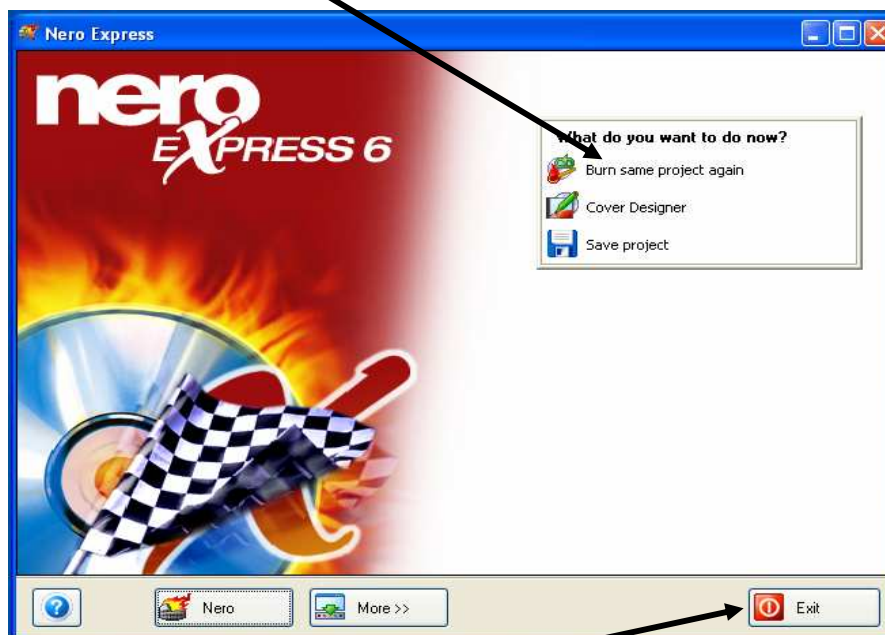 Nero Express
nero
EXPRESS 6
What do you want to do now?
Burn same project again
Cover Designer
Save project
Nero
More >>
Exit